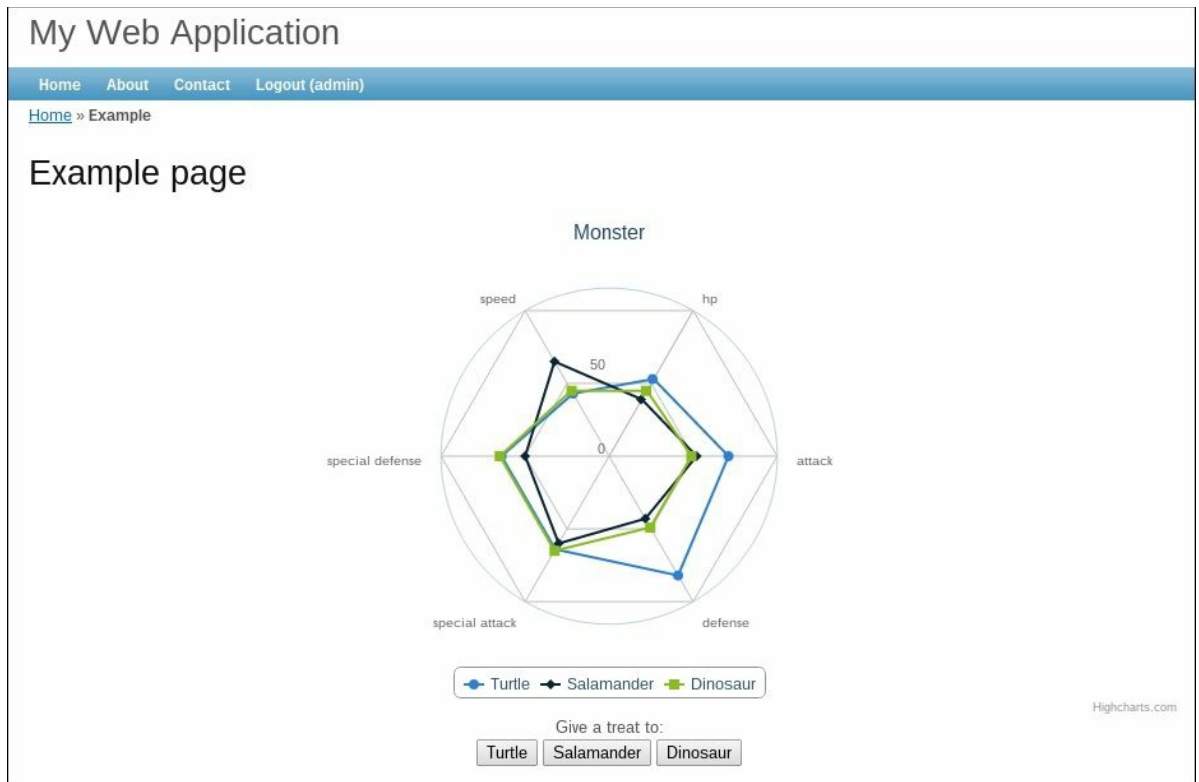 My Web Application
Home About Contact Logout (admin)
Home » Example
Example page
Monster
speed hp
50
0
special defense attack
special attack defense
Turtle Salamander Dinosaur
Highcharts.com
Give a treat to:
Turtle Salamander Dinosaur